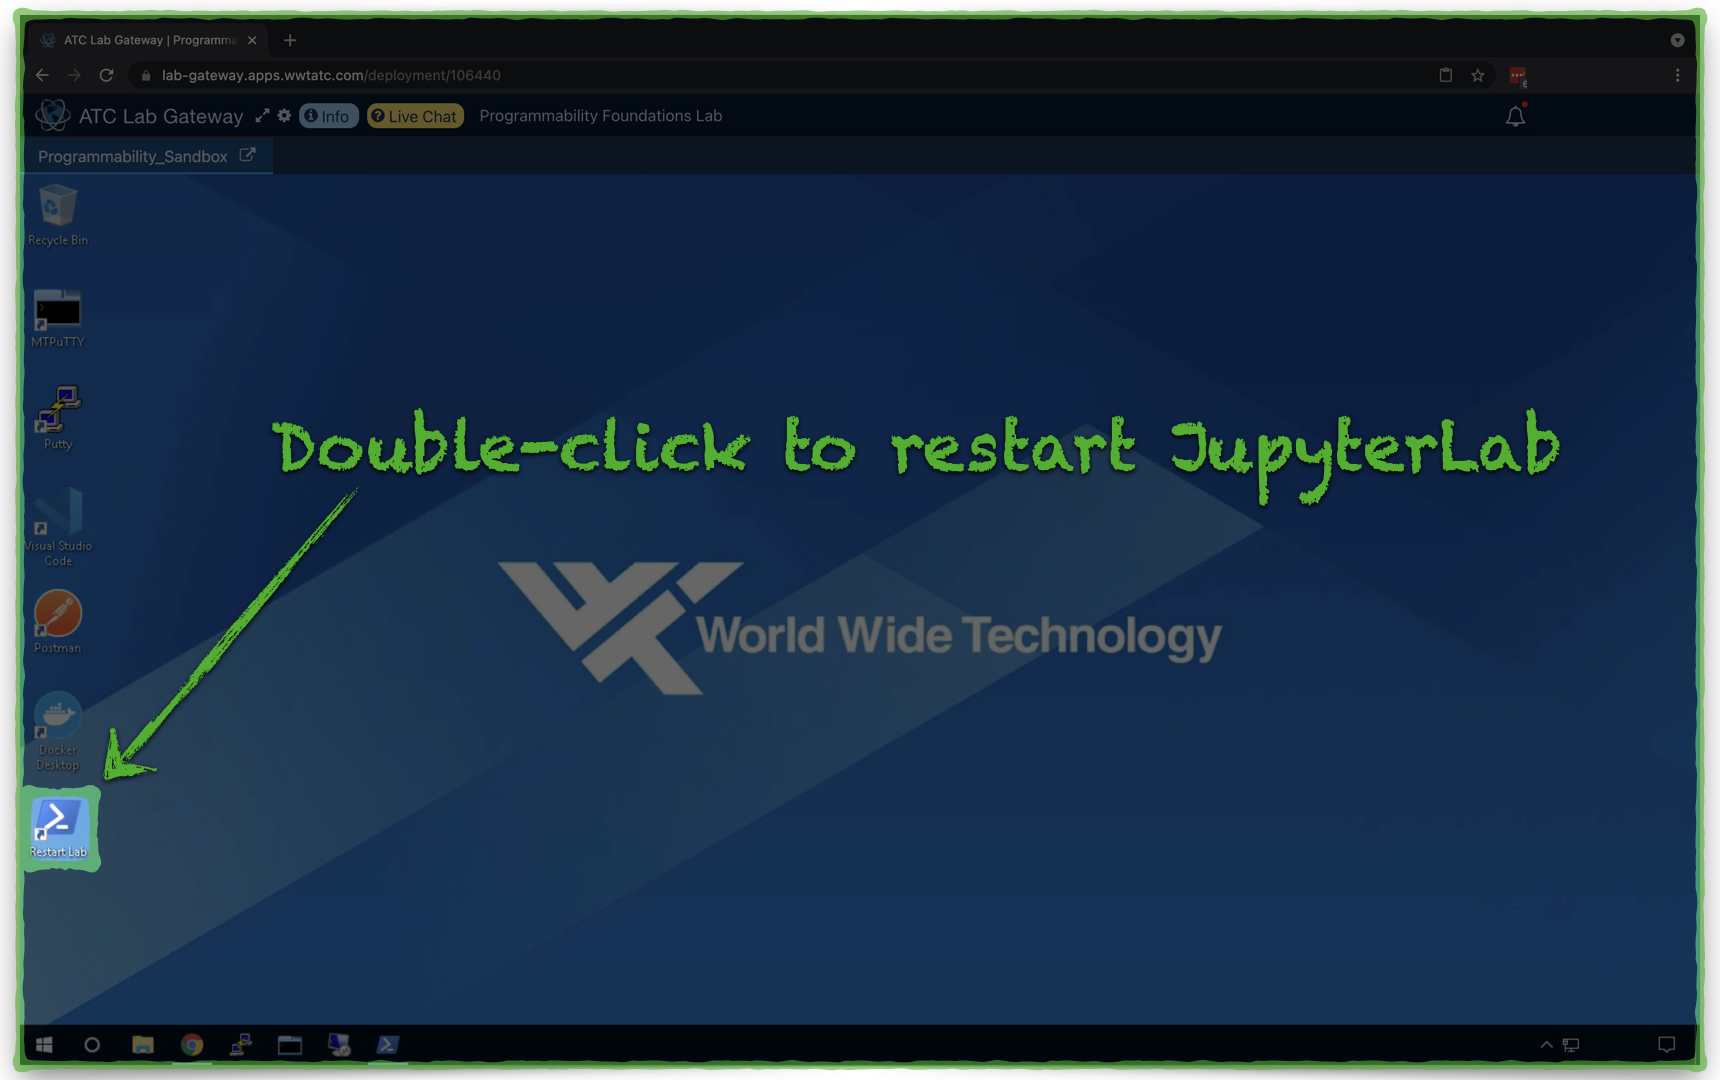 ATC Lab Gateway | Programma
lab-gateway.apps.wwtatc.com/deployment/106440
ATC Lab Gateway Info Live Chat Programmability Foundations Lab
Programmability_Sandbox
Recycle Bin
MTPuTTY
Putty
Visual Studio
Code
Postman
Docker
Desktop
Restart Lab
Double-click to restart JupyterLab
World Wide Technology